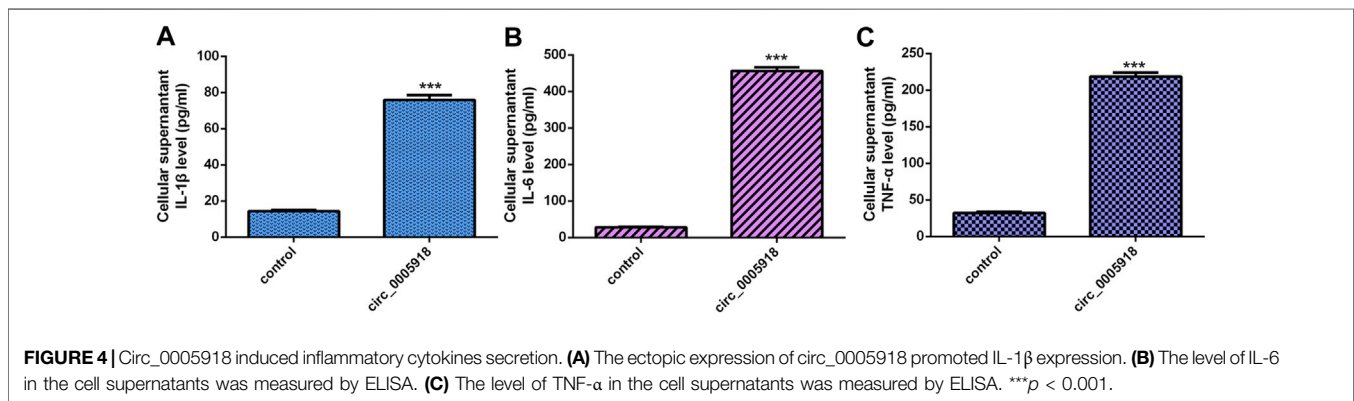 A
Cellular supernantant
IL-1β level (pg/ml)
100
80
60
40
20
0
***
control
circ_0005918
B
Cellular supernantant
IL-6 level (pg/ml)
500
400
300
200
100
0
***
control
circ_0005918
C
Cellular supernantant
TNF-α level (pg/ml)
250
200
150
100
50
0
***
control
circ_0005918
FIGURE 4 | Circ_0005918 induced inflammatory cytokines secretion. (A) The ectopic expression of circ_0005918 promoted IL-1β expression. (B) The level of IL-6
in the cell supernatants was measured by ELISA. (C) The level of TNF-α in the cell supernatants was measured by ELISA. ***p < 0.001.